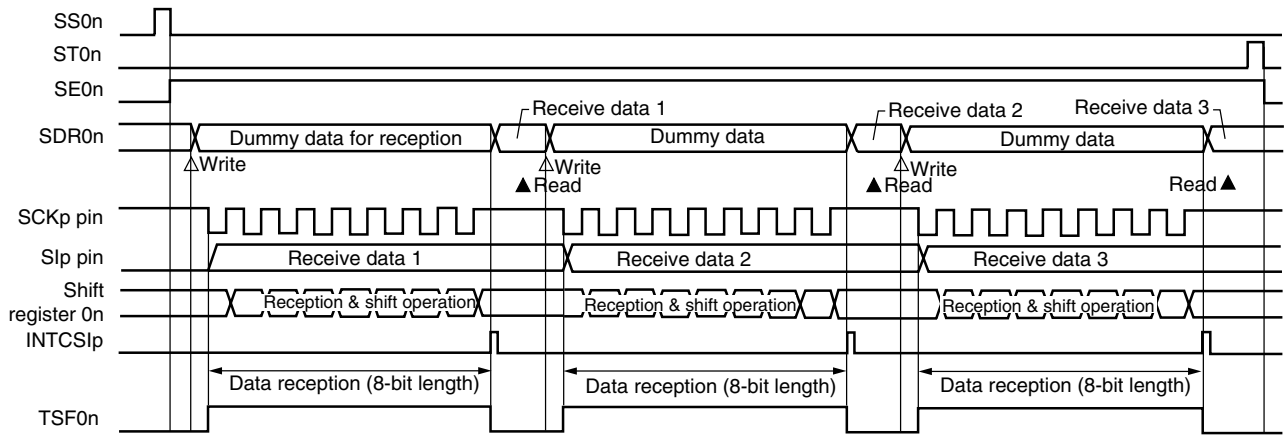 SS0n
ST0n
SE0n
Receive data 1
Receive data 2
Receive data 3
SDR0n
Dummy data for reception
Dummy data
Dummy data
△Write
△Write
△Write
▲Read
▲Read
Read▲
SCKp pin
SIp pin
Receive data 1
Receive data 2
Receive data 3
Shift
register 0n
Reception & shift operation
Reception & shift operation
Reception & shift operation
INTCSIp
Data reception (8-bit length)
Data reception (8-bit length)
Data reception (8-bit length)
TSF0n